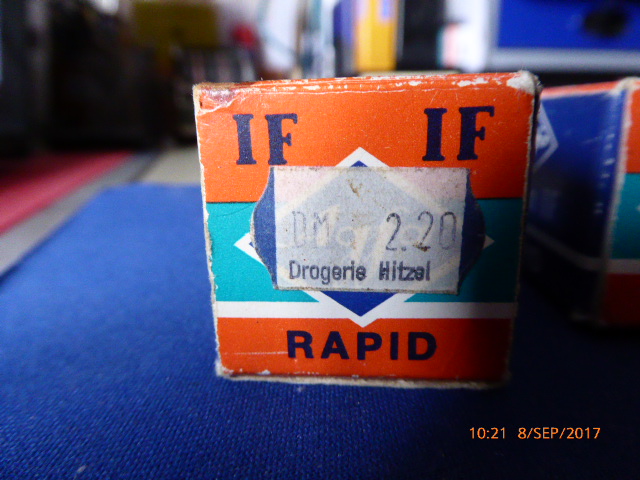 IF IF
DM 2.20
Drogerie Hitzel
RAPID
10:21 8/SEP/2017